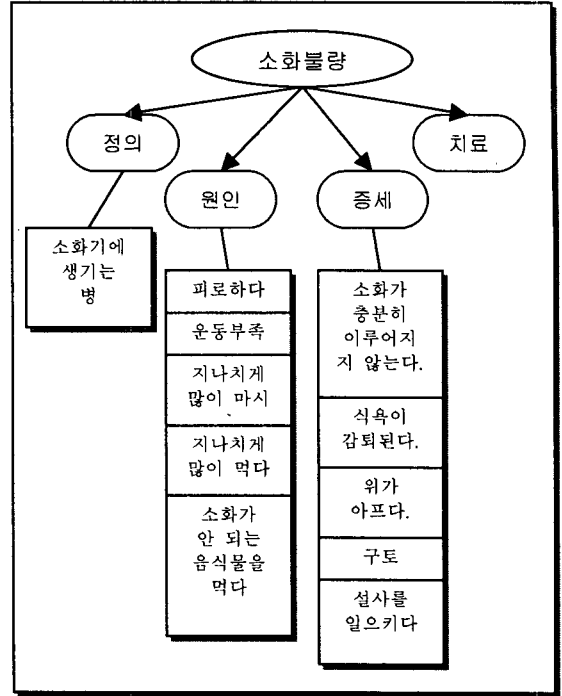 소화불량
정의
치료
원인
증세
소화기에
생기는
병
피로하다
운동부족
지나치게
많이 마시
지나치게
많이 먹다
소화가
안 되는
음식물을
먹다
소화가
충분히
이루어지
지 않는다.
식욕이
감퇴된다.
위가
아프다.
구토
설사를
일으키다